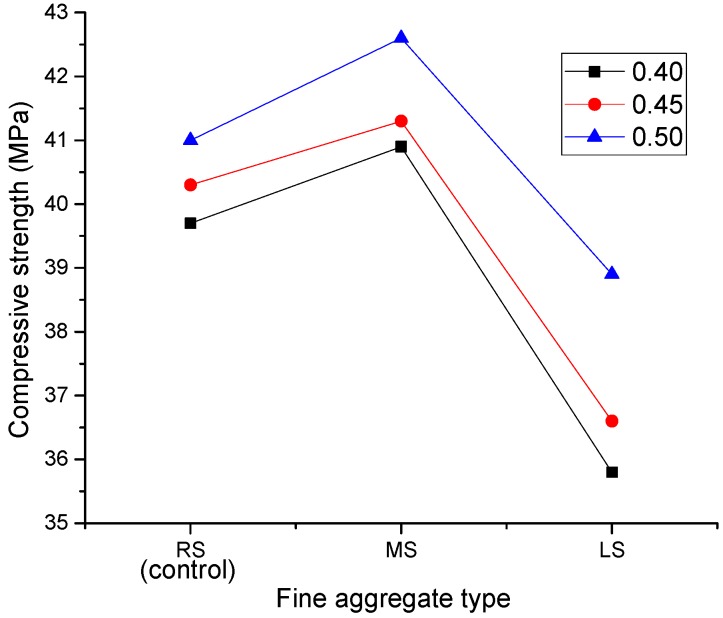 43
42
41
40
39
38
37
36
35
Compressive strength (MPa)
0.40
0.45
0.50
RS
(control)
MS
LS
Fine aggregate type